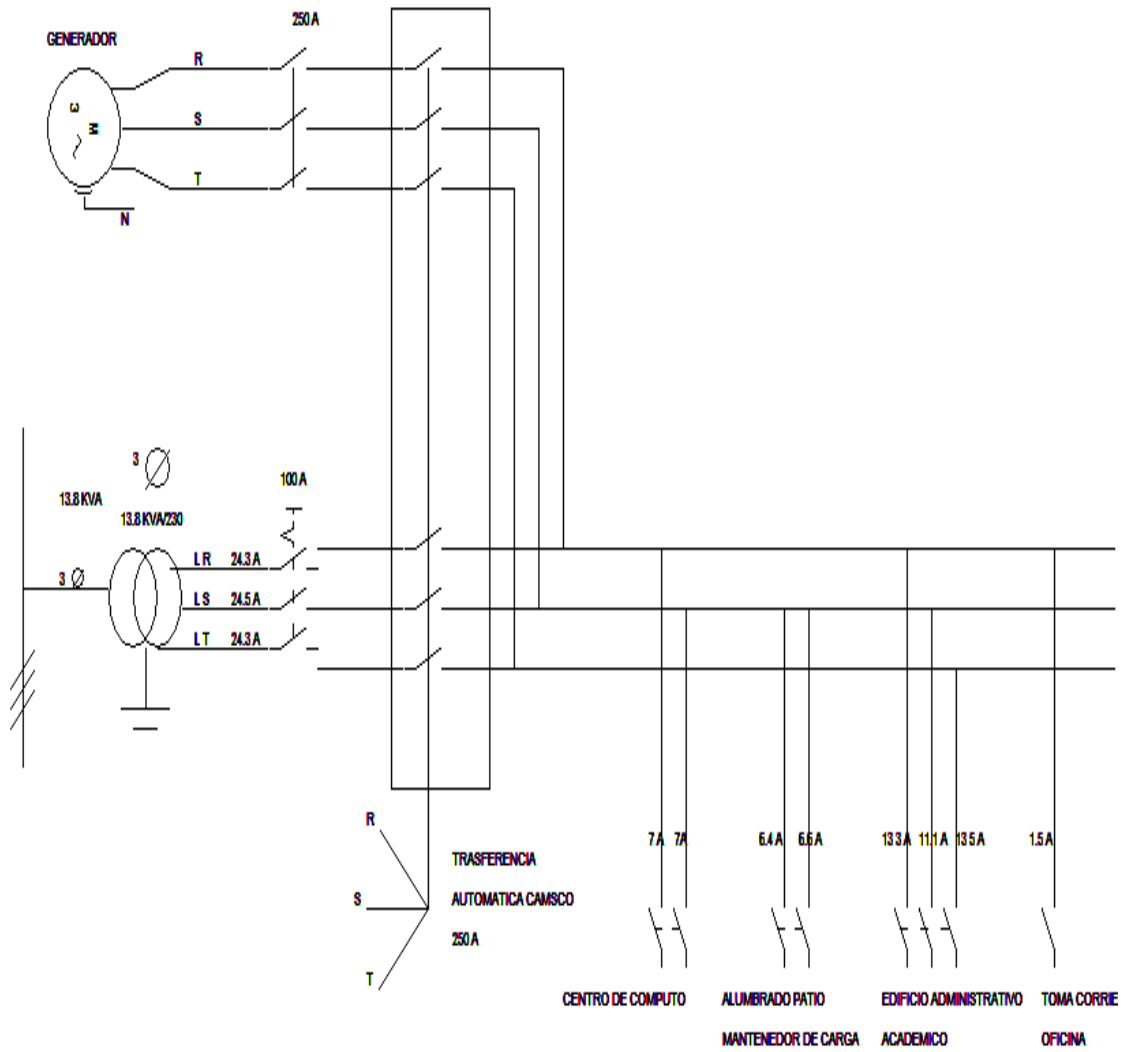 250 A
GENERADOR
R
3
M
S
T
N
3
100 A
13.8 KVA
13.8 KVA/230
L R 24.3 A
3
L S 24.5 A
L T 24.3 A
R
7 A 7A 6.4 A 6.6 A 13 3 A 11.1 A 13 5 A 1.5 A
TRASFERENCIA
S AUTOMATICA CAMSCO
250 A
T
CENTRO DE COMPUTO ALUMBRADO PATIO EDIFICIO ADMINISTRATIVO TOMA CORRIE
MANTENEDOR DE CARGA ACADEMICO OFICINA